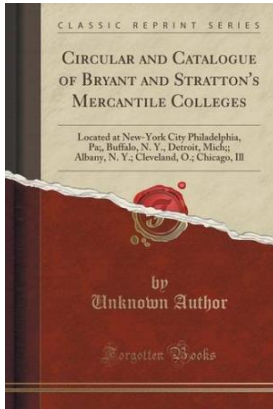 CLASSIC REPRINT SERIES
CIRCULAR AND CATALOGUE
OF BRYANT AND STRATTON'S
MERCANTILE COLLEGES
Located at New-York City Philadelphia,
Pa;, Buffalo, N. Y., Detroit, Mich;;
Albany, N. Y.; Cleveland, O.; Chicago, Ill
by
Unknown Author
Forgotten Books